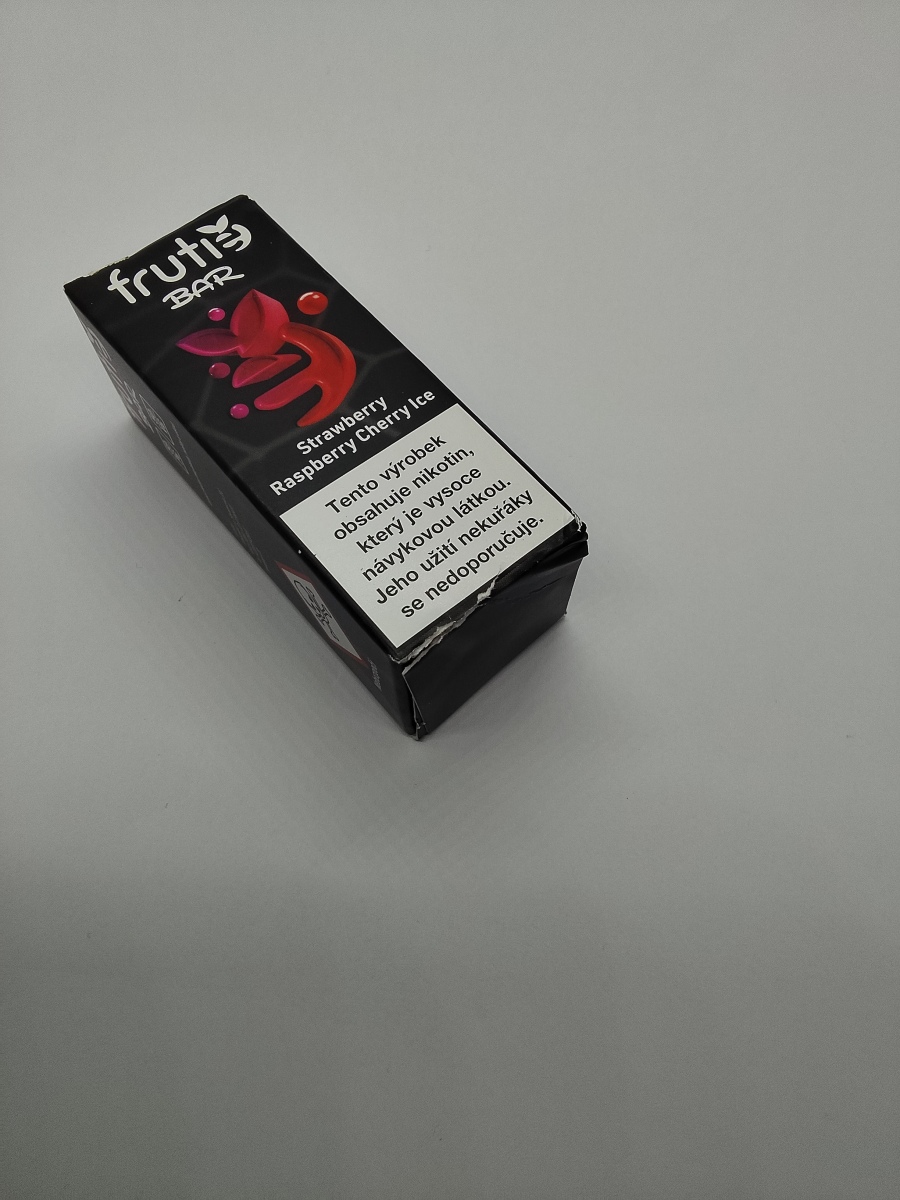 frutie
BAR
Strawberry
Raspberry Cherry Ice
Tento výrobek
obsahuje nikotin,
který je vysoce
návykovou látkou.
Jeho užití nekuřáky
se nedoporučuje.